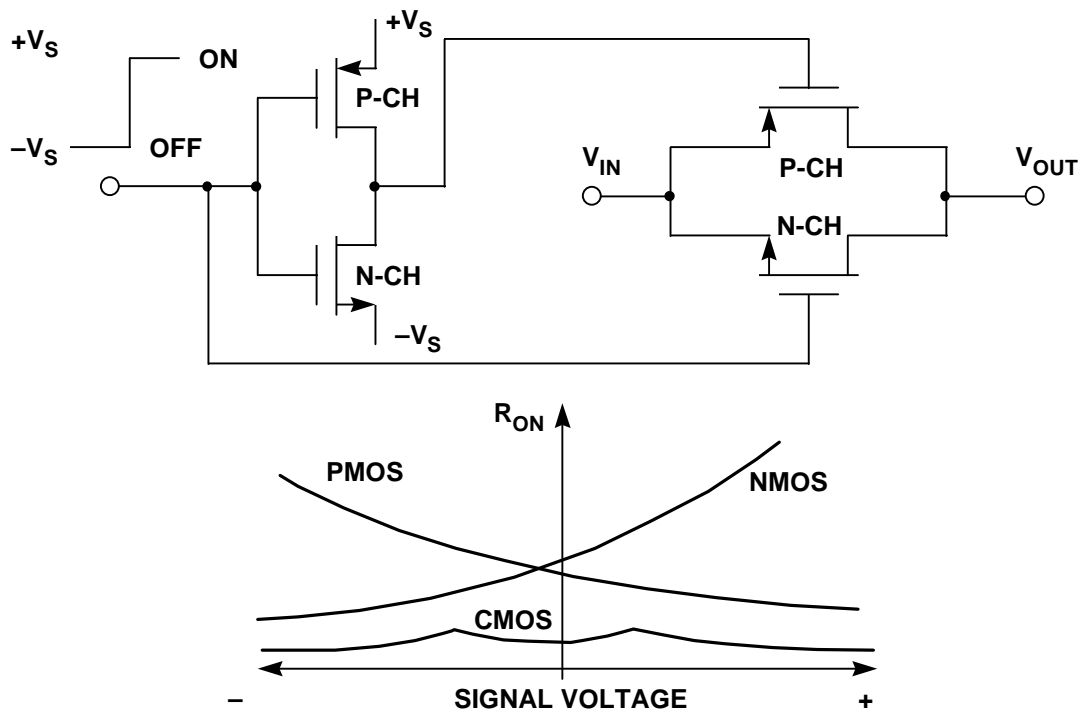 +VS
ON
–VS
OFF
+VS
P-CH
N-CH
–VS
VIN
P-CH
N-CH
VOUT
RON
PMOS
NMOS
CMOS
–
SIGNAL VOLTAGE
+